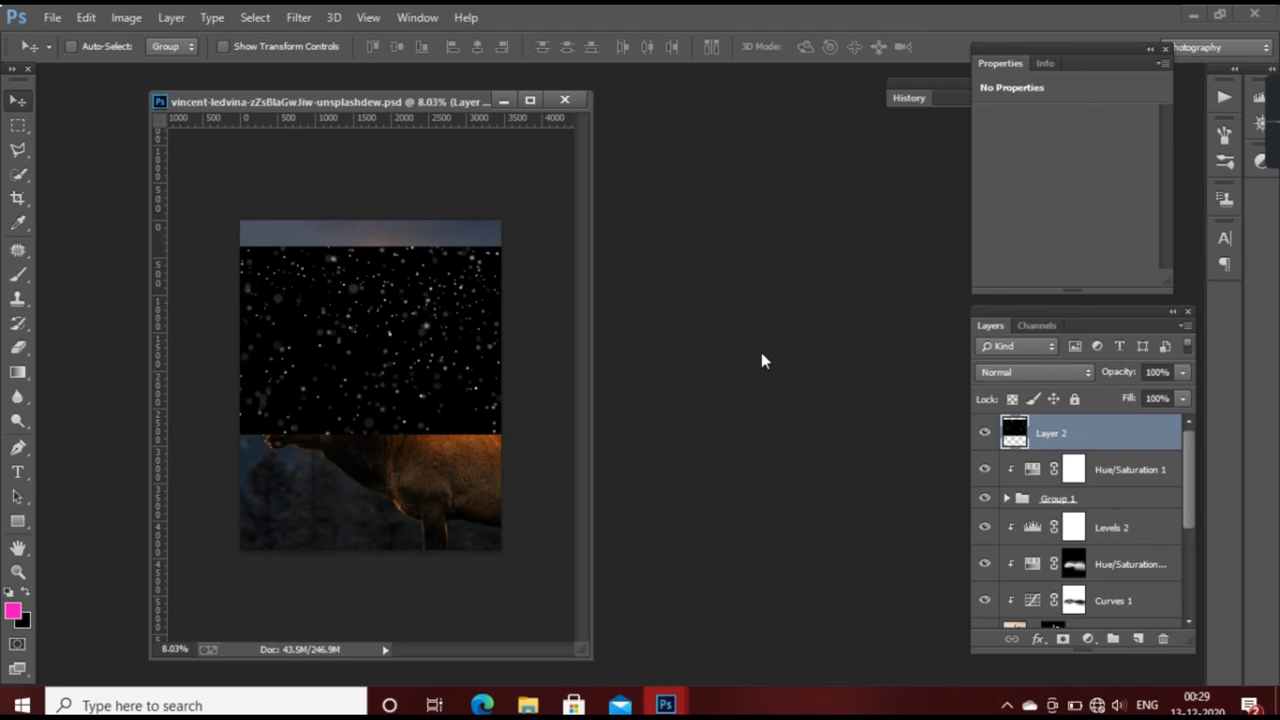 Ps File Edit Image Layer Type Select Filter 3D View Window Help
Auto-Select: Group Show Transform Controls 3D Mode: hotography
Properties Info
No Properties
History
vincent-ledvina-zZsBlaGwJiw-unsplashdew.psd @ 8.03% (Layer ...
1000 500 0 500 1000 1500 2000 2500 3000 3500 4000
Layers Channels
Kind
Normal Opacity: 100%
Lock: Fill: 100%
Layer 2
Hue/Saturation 1
Group 1
Levels 2
Hue/Saturation...
Curves 1
8.03% Doc: 43.5M/246.9M
Type here to search
ENG
00:29
13-12-2020
2